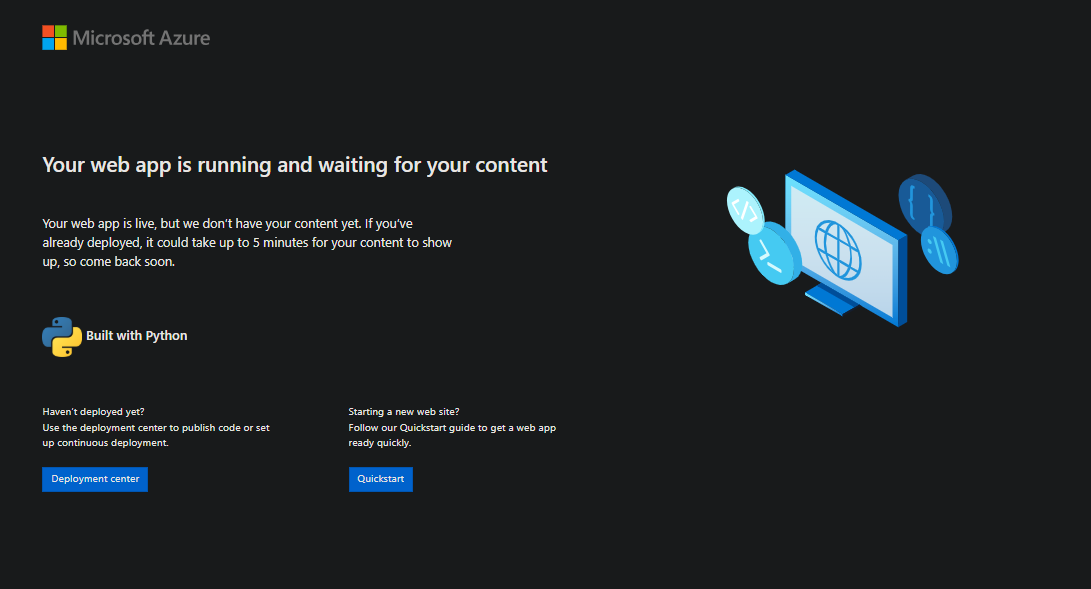 Microsoft Azure
Your web app is running and waiting for your content
Your web app is live, but we don't have your content yet. If you've
already deployed, it could take up to 5 minutes for your content to show
up, so come back soon.
Built with Python
Haven't deployed yet?
Use the deployment center to publish code or set
up continuous deployment.
Deployment center
Starting a new web site?
Follow our Quickstart guide to get a web app
ready quickly.
Quickstart